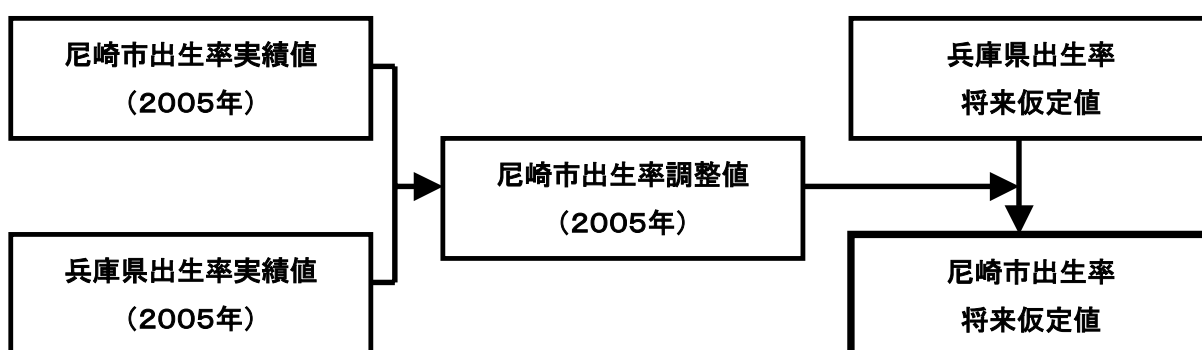 尼崎市出生率実績値
（2005年）
兵庫県出生率実績値
（2005年）
尼崎市出生率調整値
（2005年）
兵庫県出生率
将来仮定値
尼崎市出生率
将来仮定値